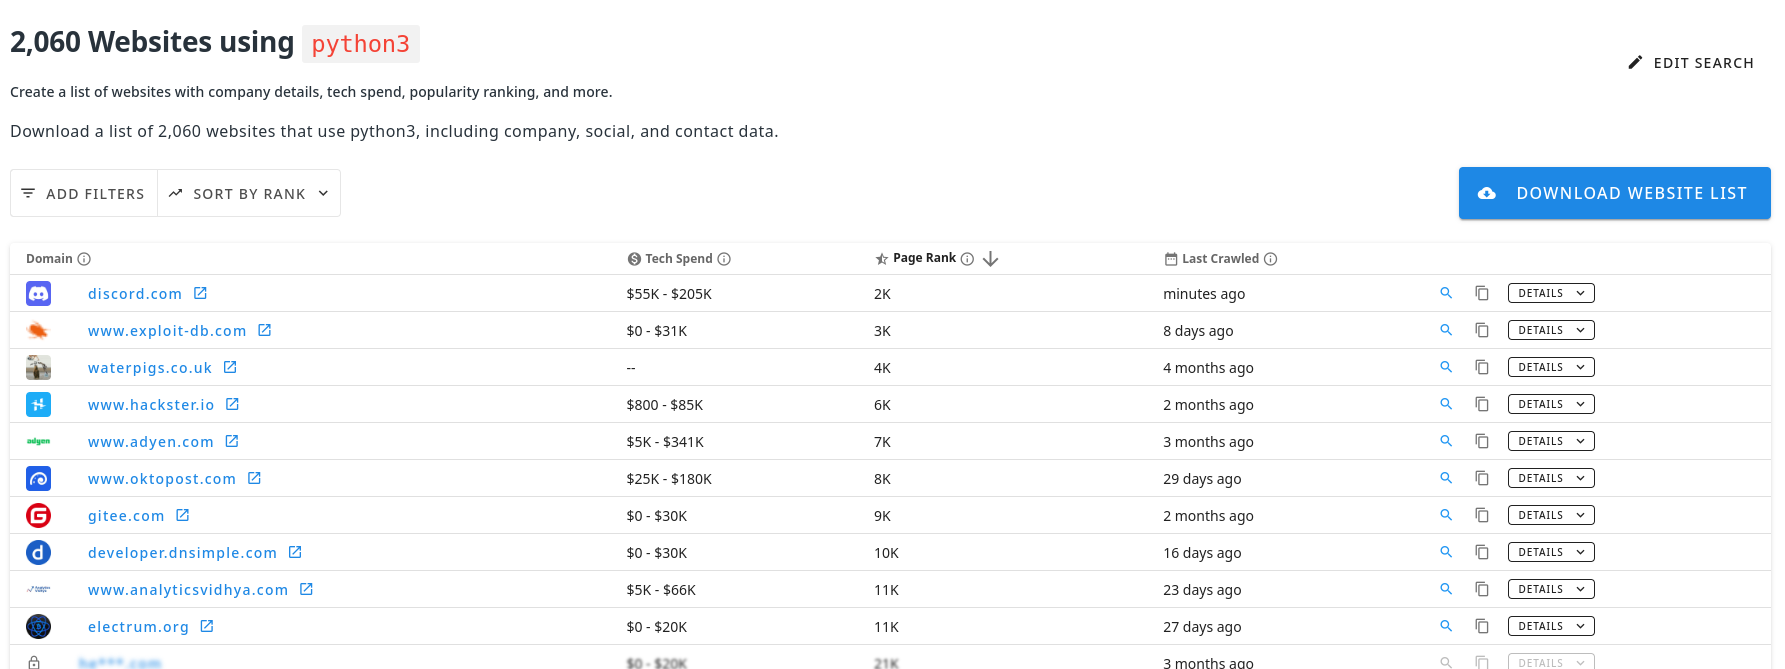 2,060 Websites using python3
EDIT SEARCH
Create a list of websites with company details, tech spend, popularity ranking, and more.
Download a list of 2,060 websites that use python3, including company, social, and contact data.
ADD FILTERS SORT BY RANK
DOWNLOAD WEBSITE LIST
Domain Tech Spend Page Rank Last Crawled
discord.com $55K - $205K 2K minutes ago DETAILS
www.exploit-db.com $0 - $31K 3K 8 days ago DETAILS
waterpigs.co.uk -- 4K 4 months ago DETAILS
www.hackster.io $800 - $85K 6K 2 months ago DETAILS
adyen www.adyen.com $5K - $341K 7K 3 months ago DETAILS
www.oktopost.com $25K - $180K 8K 29 days ago DETAILS
gitee.com $0 - $30K 9K 2 months ago DETAILS
developer.dnsimple.com $0 - $30K 10K 16 days ago DETAILS
www.analyticsvidhya.com $5K - $66K 11K 23 days ago DETAILS
electrum.org $0 - $20K 11K 27 days ago DETAILS
he***.com $0 - $20K 21K 3 months ago DETAILS